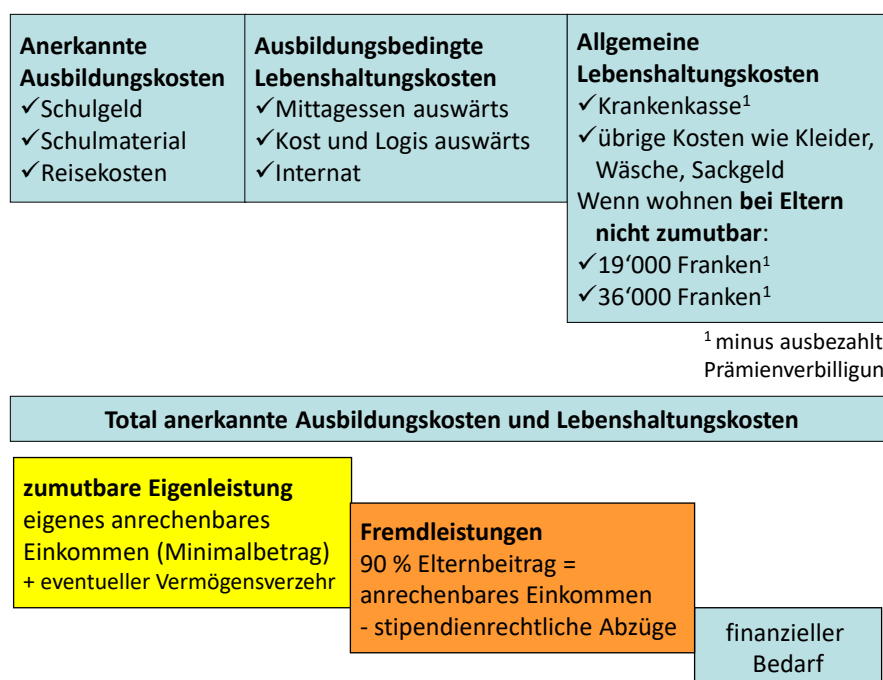 Anerkannte
Ausbildungskosten
✓Schulgeld
✓Schulmaterial
✓Reisekosten
Ausbildungsbedingte
Lebenshaltungskosten
✓Mittagessen auswärts
✓Kost und Logis auswärts
✓Internat
Allgemeine
Lebenshaltungskosten
✓Krankenkasse¹
✓übrige Kosten wie Kleider,
Wäsche, Sackgeld
Wenn wohnen bei Eltern
nicht zumutbar:
✓19‘000 Franken¹
✓36‘000 Franken¹
¹ minus ausbezahlt
Prämienverbilligun
Total anerkannte Ausbildungskosten und Lebenshaltungskosten
zumutbare Eigenleistung
eigenes anrechenbares
Einkommen (Minimalbetrag)
+ eventueller Vermögensverzehr
Fremdleistungen
90 % Elternbeitrag =
anrechenbares Einkommen
- stipendienrechtliche Abzüge
finanzieller
Bedarf